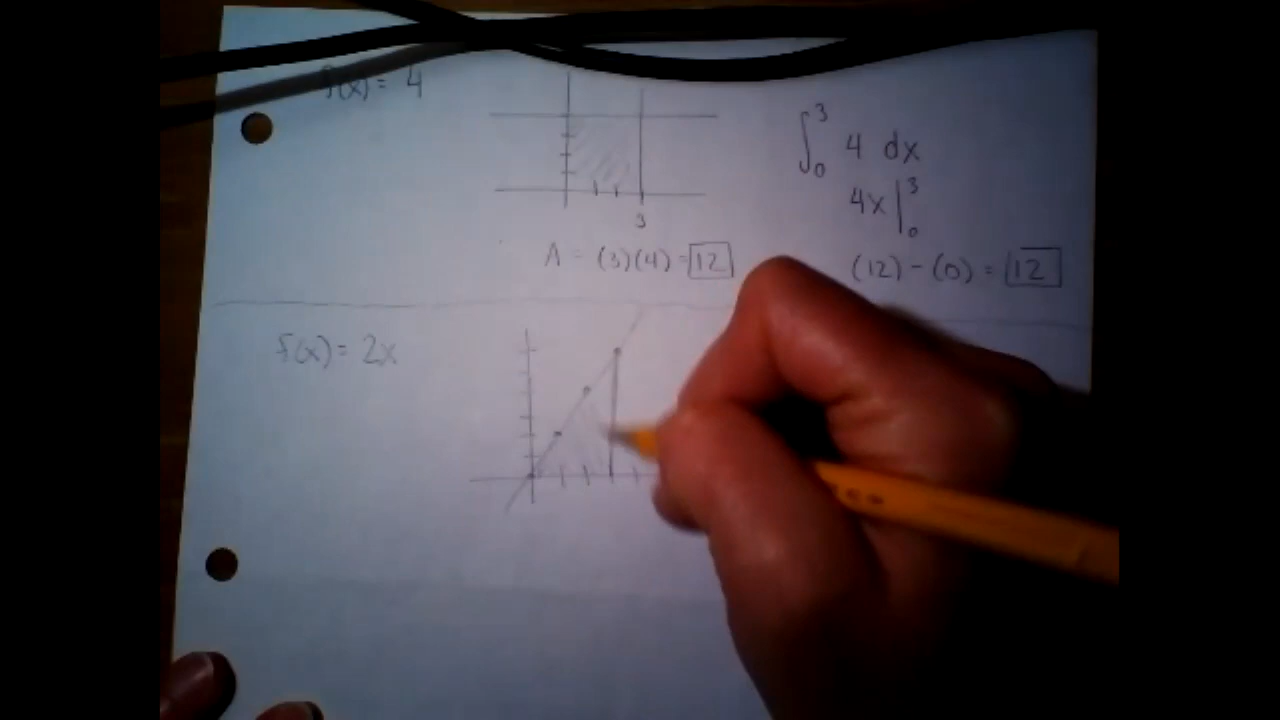 f(x) = 4
∫₀³ 4 dx
4x|₀³
3
A = (3)(4) = 12
(12) - (0) = 12
f(x) = 2x